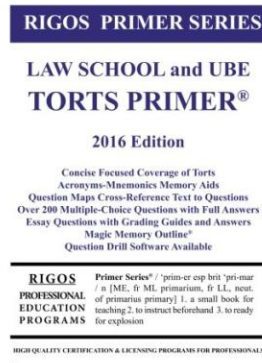 RIGOS PRIMER SERIES
LAW SCHOOL and UBE
TORTS PRIMER®
2016 Edition
Concise Focused Coverage of Torts
Acronyms-Mnemonics Memory Aids
Question Maps Cross-Reference Text to Questions
Over 200 Multiple-Choice Questions with Full Answers
Essay Questions with Grading Guides and Answers
Magic Memory Outline®
Question Drill Software Available
RIGOS
PROFESSIONAL
EDUCATION
PROGRAMS
Primer Series® / 'prim-er esp brit 'pri-mar
/ n [ME, fr ML primarium, fr LL, neut.
of primarius primary] 1. a small book for
teaching 2. to instruct beforehand 3. to ready
for explosion
HIGH QUALITY CERTIFICATION & LICENSING PROGRAMS FOR PROFESSIONALS